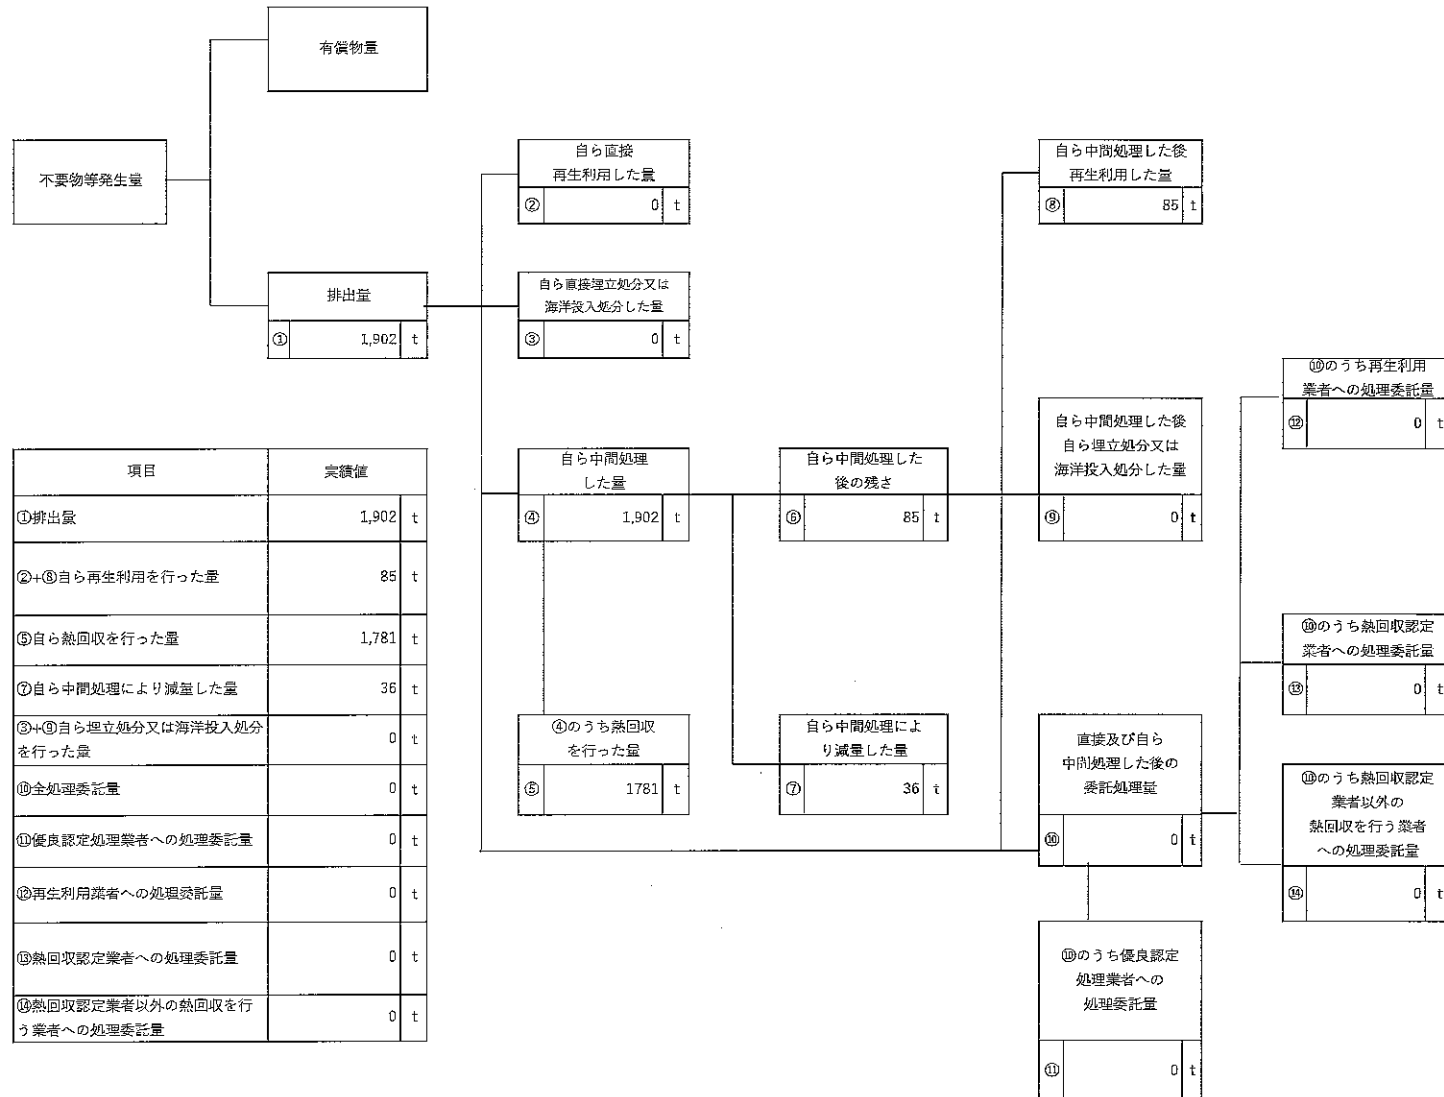 有償物量
不要物等発生量
自ら直接
再生利用した量
② 0 t
自ら中間処理した後
再生利用した量
⑧ 85 t
排出量
① 1,902 t
自ら直接埋立処分又は
海洋投入処分した量
③ 0 t
⑩のうち再生利用
業者への処理委託量
⑫ 0 t
自ら中間処理
した量
④ 1,902 t
自ら中間処理した
後の残さ
⑥ 85 t
自ら中間処理した後
自ら埋立処分又は
海洋投入処分した量
⑨ 0 t
⑩のうち熱回収認定
業者への処理委託量
⑬ 0 t
④のうち熱回収
を行った量
⑤ 1781 t
自ら中間処理によ
り減量した量
⑦ 36 t
直接及び自ら
中間処理した後の
委託処理量
⑩ 0 t
⑩のうち熱回収認定
業者以外の
熱回収を行う業者
への処理委託量
⑭ 0 t
⑩のうち優良認定
処理業者への
処理委託量
⑪ 0 t
項目 実績値
①排出量 1,902 t
②+⑧自ら再生利用を行った量 85 t
⑤自ら熱回収を行った量 1,781 t
⑦自ら中間処理により減量した量 36 t
③+⑨自ら埋立処分又は海洋投入処分
を行った量 0 t
⑩全処理委託量 0 t
⑪優良認定処理業者への処理委託量 0 t
⑫再生利用業者への処理委託量 0 t
⑬熱回収認定業者への処理委託量 0 t
⑭熱回収認定業者以外の熱回収を行
う業者への処理委託量 0 t